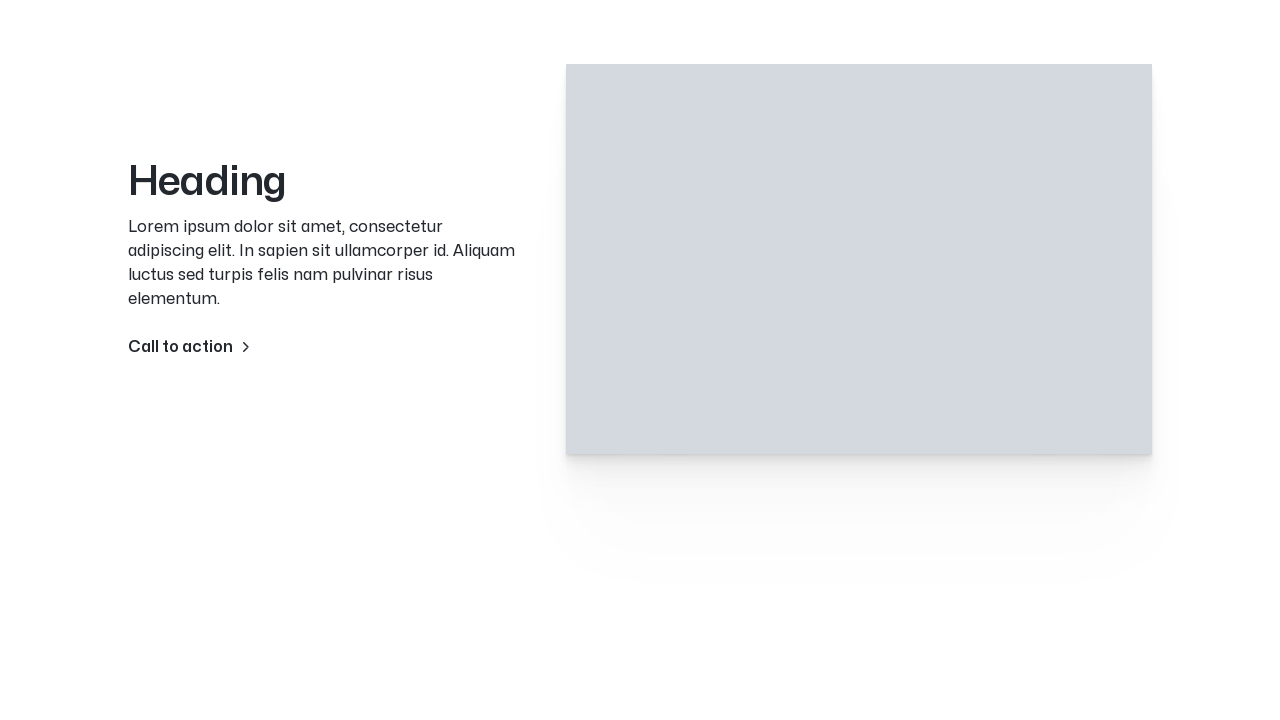 Heading
Lorem ipsum dolor sit amet, consectetur
adipiscing elit. In sapien sit ullamcorper id. Aliquam
luctus sed turpis felis nam pulvinar risus
elementum.
Call to action